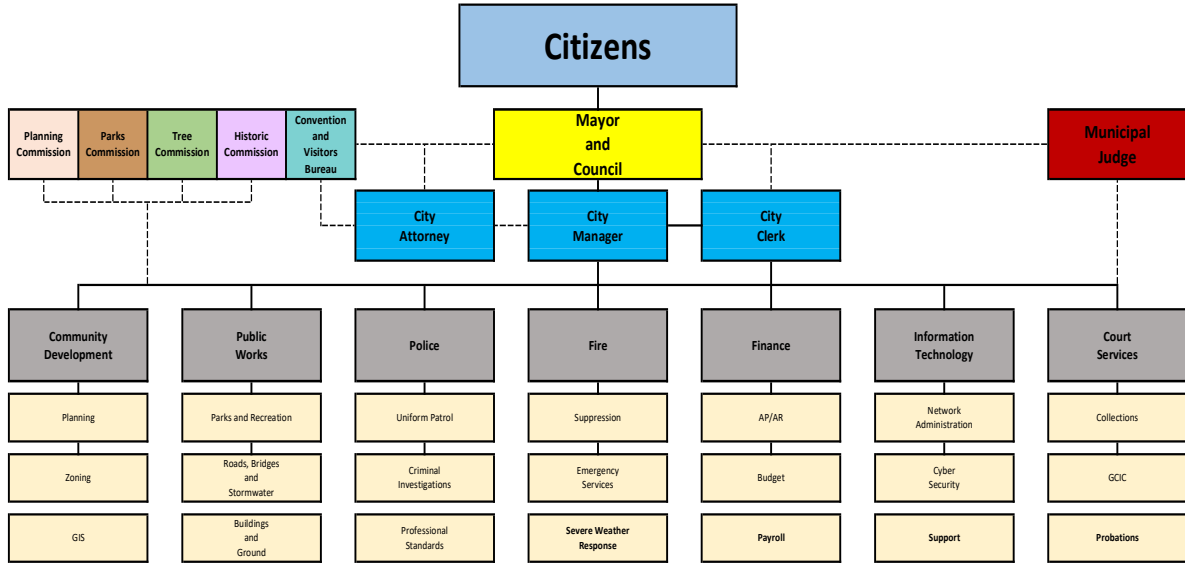 Citizens
Planning
Commission
Parks
Commission
Tree
Commission
Historic
Commission
Convention
and
Visitors
Bureau
Mayor
and
Council
Municipal
Judge
City
Attorney
City
Manager
City
Clerk
Community
Development
Public
Works
Police
Fire
Finance
Information
Technology
Court
Services
Planning
Parks and Recreation
Uniform Patrol
Suppression
AP/AR
Network
Administration
Collections
Zoning
Roads, Bridges
and
Stormwater
Criminal
Investigations
Emergency
Services
Budget
Cyber
Security
GCIC
GIS
Buildings
and
Ground
Professional
Standards
Severe Weather
Response
Payroll
Support
Probations